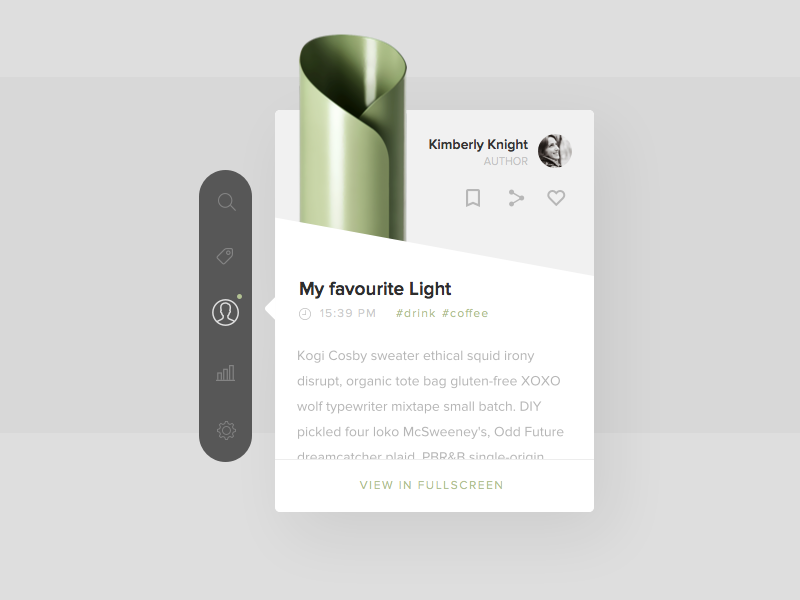 Kimberly Knight
AUTHOR
My favourite Light
15:39 PM #drink #coffee
Kogi Cosby sweater ethical squid irony
disrupt, organic tote bag gluten-free XOXO
wolf typewriter mixtape small batch. DIY
pickled four loko McSweeney's, Odd Future
dreamcatcher plaid, PBR&B single-origin
VIEW IN FULLSCREEN